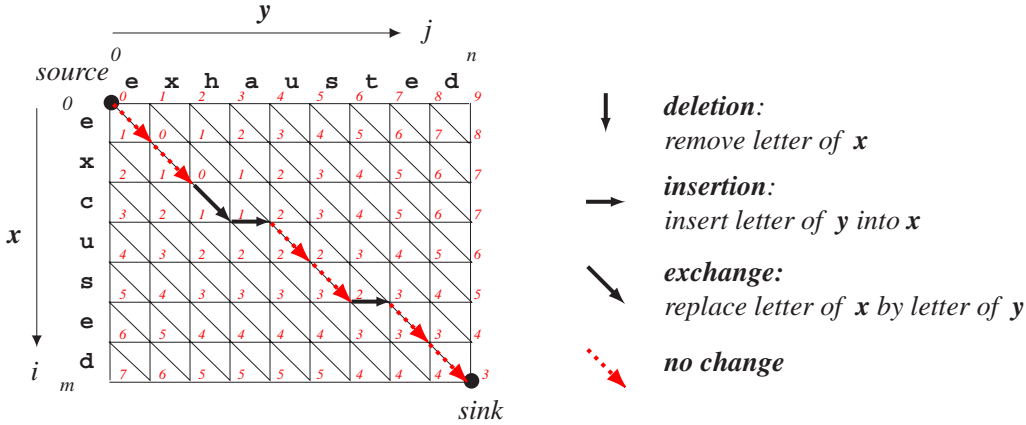 y
j
0 n
source
e x h a u s t e d
0 0 1 2 3 4 5 6 7 8 9
e
1 0 1 2 3 4 5 6 7 8
x
2 1 0 1 2 3 4 5 6 7
c
3 2 1 1 2 3 4 5 6 7
x
u
4 3 2 2 2 2 3 4 5 6
s
5 4 3 3 3 3 2 3 4 5
e
6 5 4 4 4 4 3 3 3 4
d
i
m 7 6 5 5 5 5 4 4 4 3
sink
deletion:
remove letter of x
insertion:
insert letter of y into x
exchange:
replace letter of x by letter of y
no change